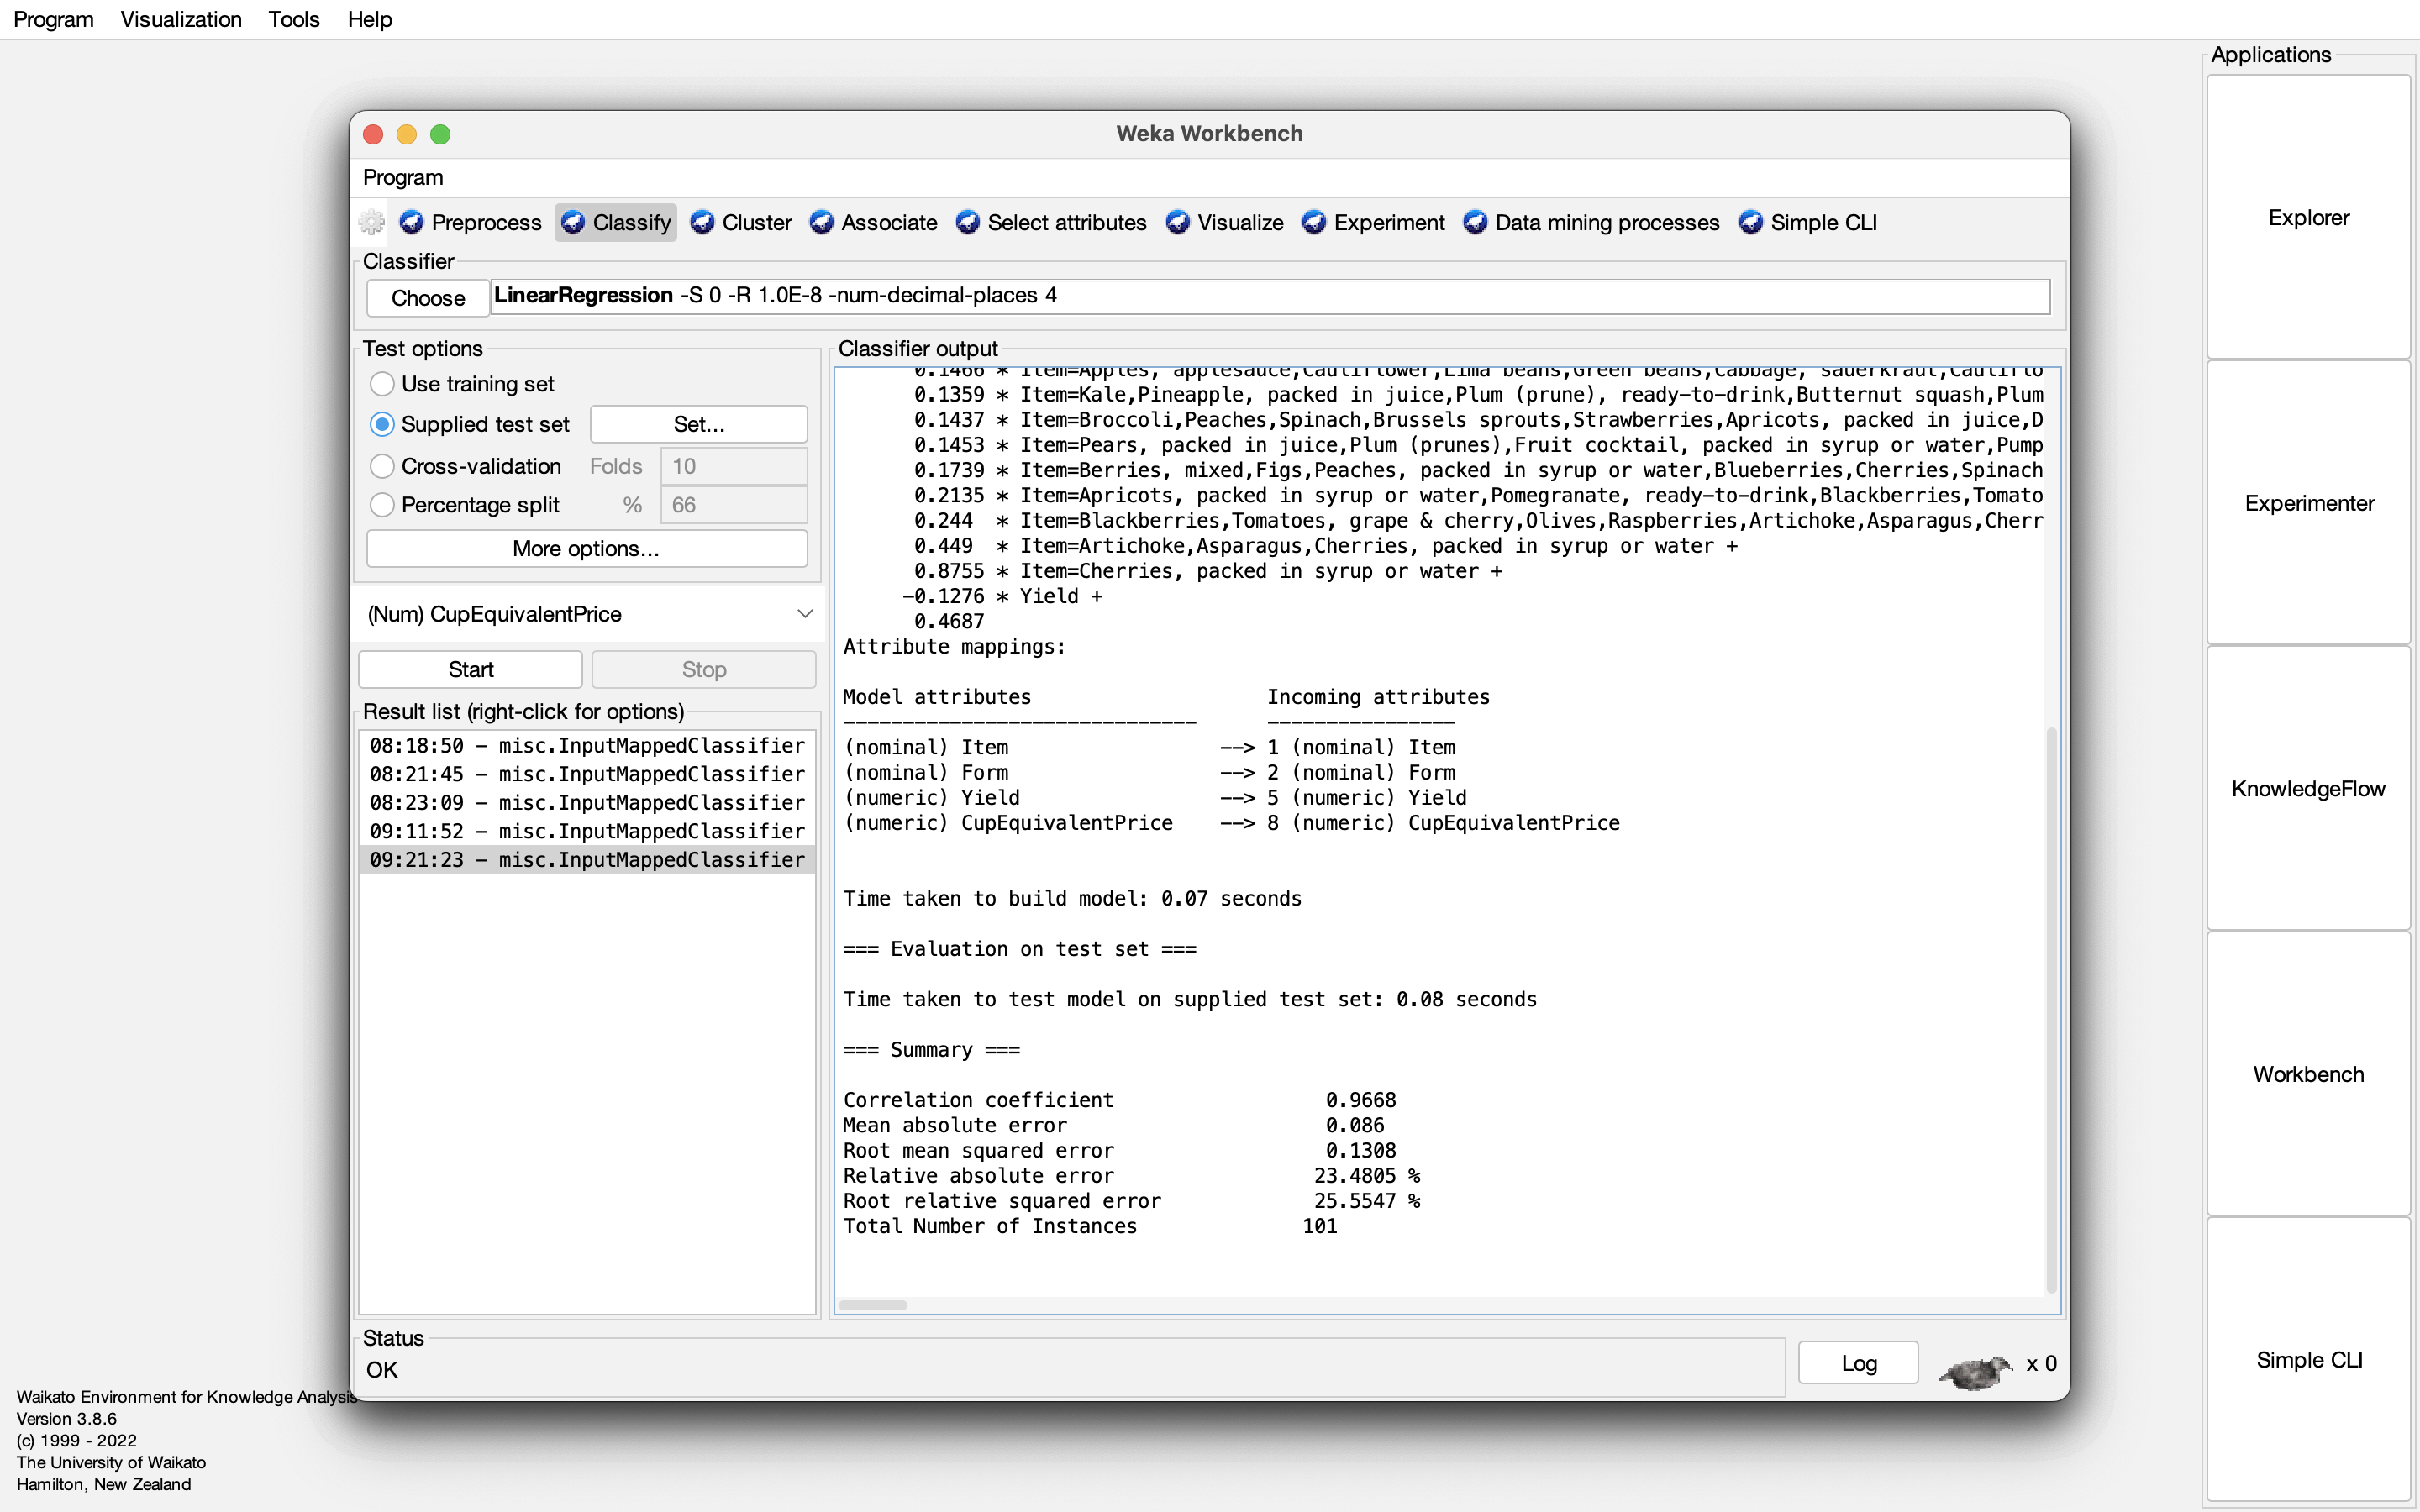 Program Visualization Tools Help
Applications
Explorer
Experimenter
KnowledgeFlow
Workbench
Simple CLI
Weka Workbench
Program
Preprocess Classify Cluster Associate Select attributes Visualize Experiment Data mining processes Simple CLI
Classifier
Choose LinearRegression -S 0 -R 1.0E-8 -num-decimal-places 4
Test options
Use training set
Supplied test set Set...
Cross-validation Folds 10
Percentage split % 66
More options...
(Num) CupEquivalentPrice
Start Stop
Result list (right-click for options)
08:18:50 - misc.InputMappedClassifier
08:21:45 - misc.InputMappedClassifier
08:23:09 - misc.InputMappedClassifier
09:11:52 - misc.InputMappedClassifier
09:21:23 - misc.InputMappedClassifier
Classifier output
0.1466 * Item=Apples, applesauce,Cauliflower,Lima beans,Green beans,Cabbage, sauerkraut,Cauliflo
0.1359 * Item=Kale,Pineapple, packed in juice,Plum (prune), ready-to-drink,Butternut squash,Plum
0.1437 * Item=Broccoli,Peaches,Spinach,Brussels sprouts,Strawberries,Apricots, packed in juice,D
0.1453 * Item=Pears, packed in juice,Plum (prunes),Fruit cocktail, packed in syrup or water,Pump
0.1739 * Item=Berries, mixed,Figs,Peaches, packed in syrup or water,Blueberries,Cherries,Spinach
0.2135 * Item=Apricots, packed in syrup or water,Pomegranate, ready-to-drink,Blackberries,Tomato
0.244 * Item=Blackberries,Tomatoes, grape & cherry,Olives,Raspberries,Artichoke,Asparagus,Cherr
0.449 * Item=Artichoke,Asparagus,Cherries, packed in syrup or water +
0.8755 * Item=Cherries, packed in syrup or water +
-0.1276 * Yield +
0.4687
Attribute mappings:
Model attributes Incoming attributes
------------------------------ ----------------
(nominal) Item --> 1 (nominal) Item
(nominal) Form --> 2 (nominal) Form
(numeric) Yield --> 5 (numeric) Yield
(numeric) CupEquivalentPrice --> 8 (numeric) CupEquivalentPrice
Time taken to build model: 0.07 seconds
=== Evaluation on test set ===
Time taken to test model on supplied test set: 0.08 seconds
=== Summary ===
Correlation coefficient 0.9668
Mean absolute error 0.086
Root mean squared error 0.1308
Relative absolute error 23.4805 %
Root relative squared error 25.5547 %
Total Number of Instances 101
Status
OK
Log x 0
Waikato Environment for Knowledge Analysis
Version 3.8.6
(c) 1999 - 2022
The University of Waikato
Hamilton, New Zealand